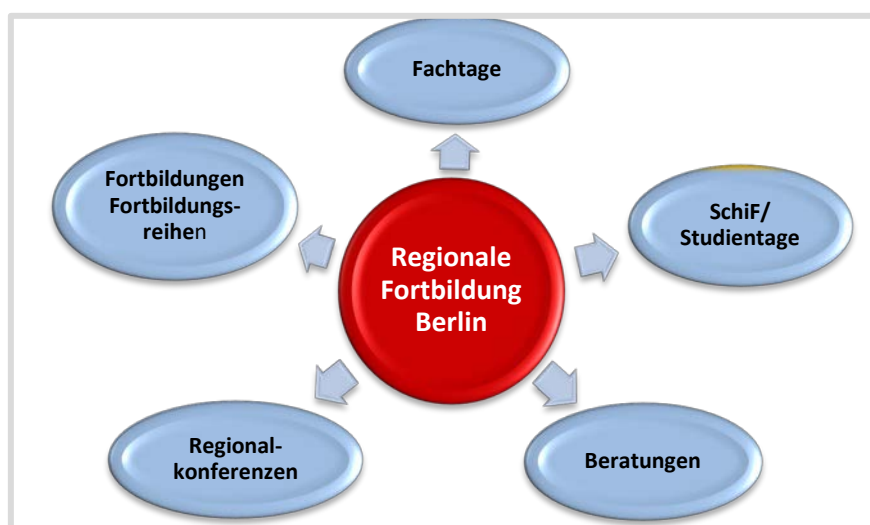 Fachtage
Fortbildungen
Fortbildungs-
reihen
SchiF/
Studientage
Regionale
Fortbildung
Berlin
Regional-
konferenzen
Beratungen